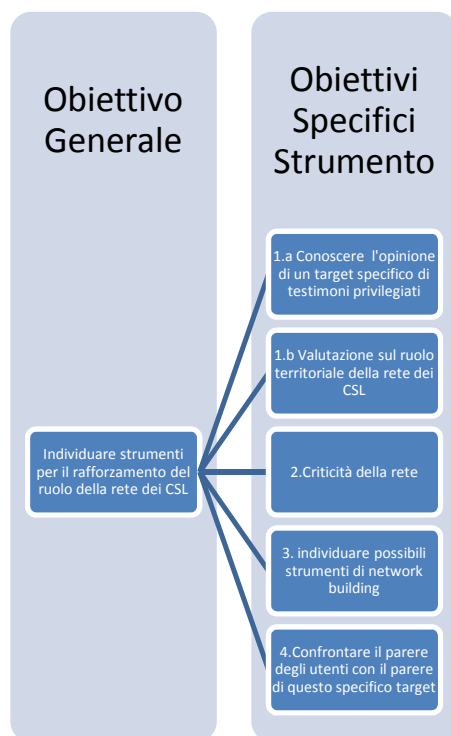 Obiettivo
Generale
Individuare strumenti
per il rafforzamento del
ruolo della rete dei CSL
Obiettivi
Specifici
Strumento
1.a Conoscere l'opinione
di un target specifico di
testimoni privilegiati
1.b Valutazione sul ruolo
territoriale della rete dei
CSL
2.Criticità della rete
3. individuare possibili
strumenti di network
building
4.Confrontare il parere
degli utenti con il parere
di questo specifico target